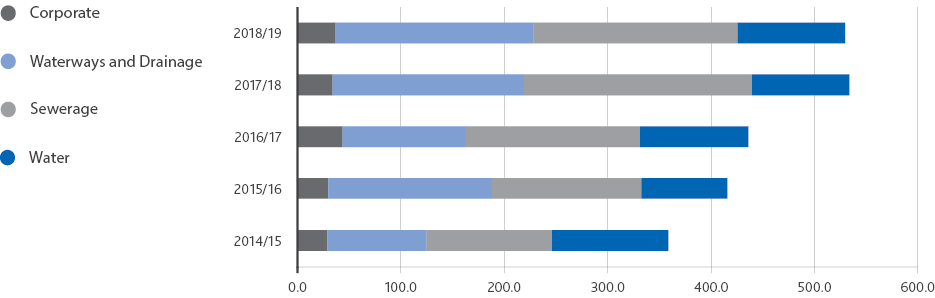 Corporate
Waterways and Drainage
Sewerage
Water
2018/19
2017/18
2016/17
2015/16
2014/15
0.0 100.0 200.0 300.0 400.0 500.0 600.0